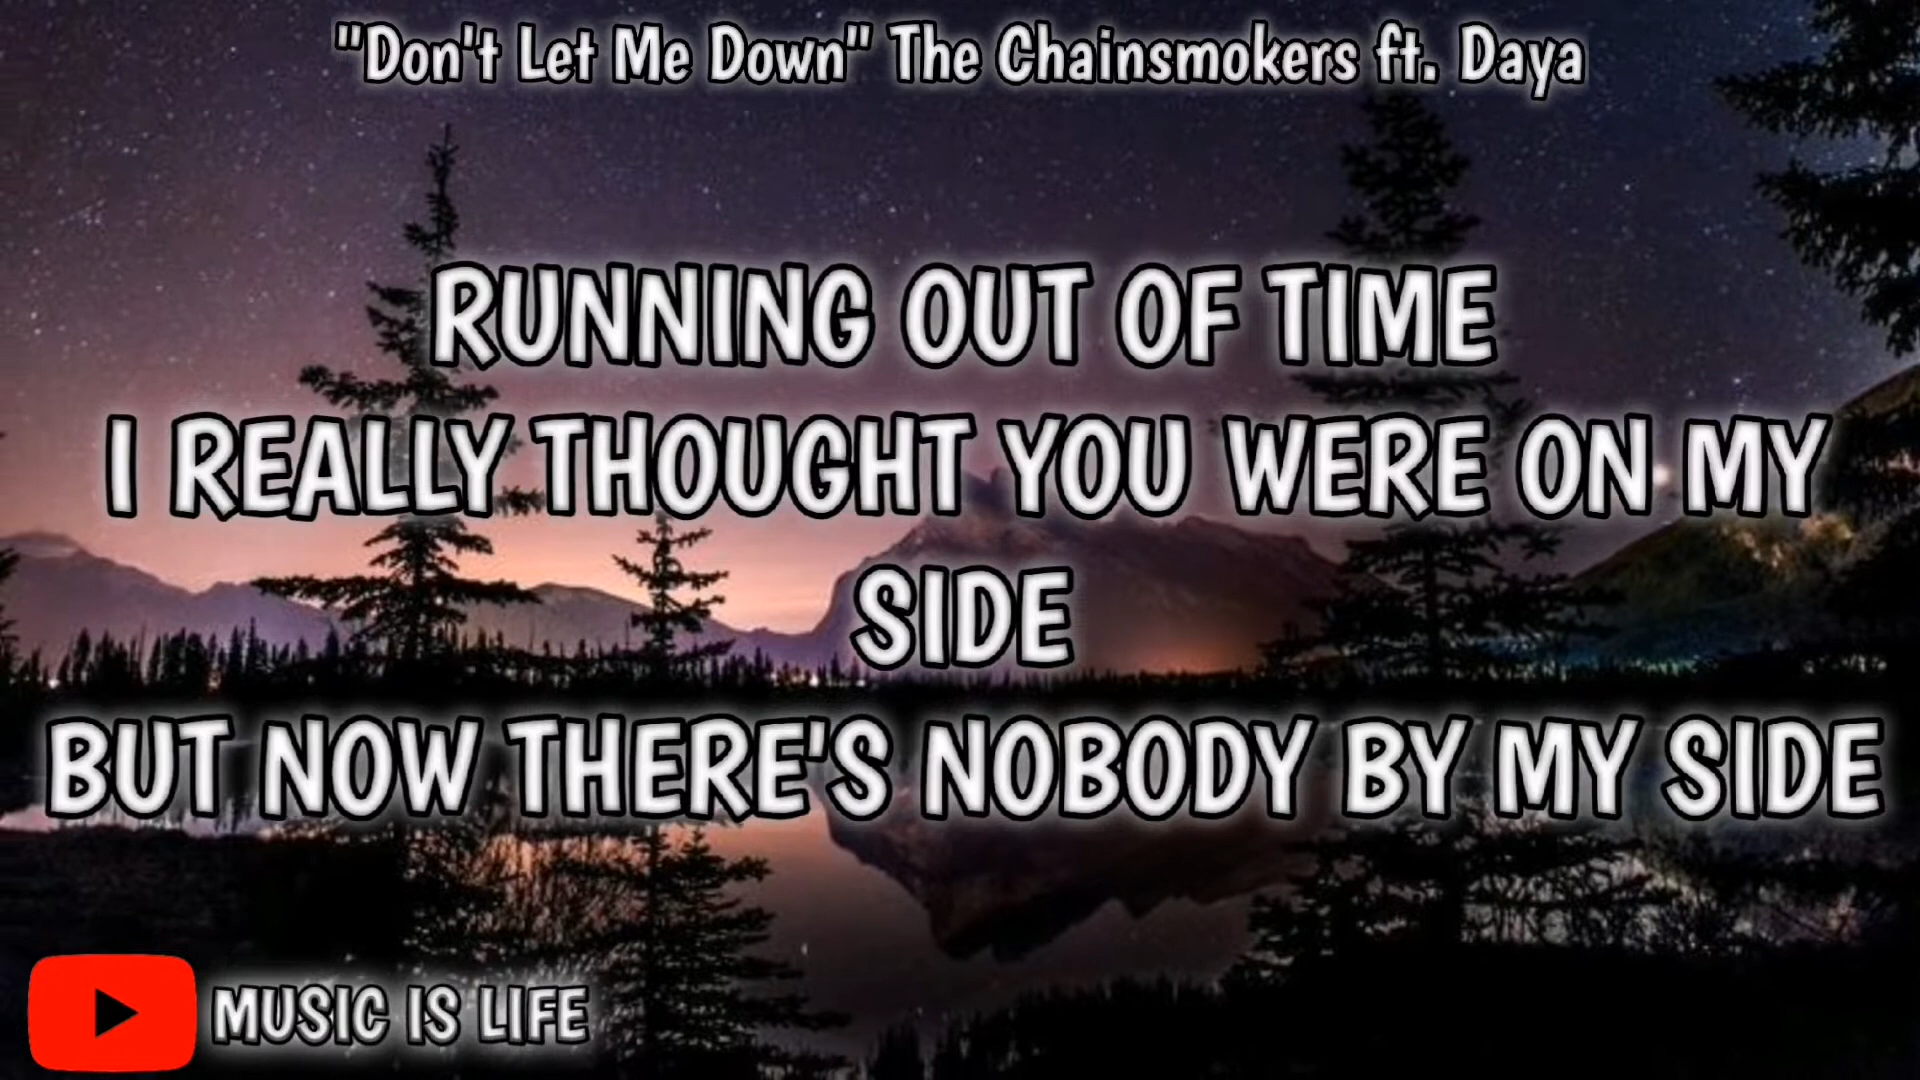 "Don't Let Me Down" The Chainsmokers ft. Daya
RUNNING OUT OF TIME
I REALLY THOUGHT YOU WERE ON MY
SIDE
BUT NOW THERE'S NOBODY BY MY SIDE
MUSIC IS LIFE